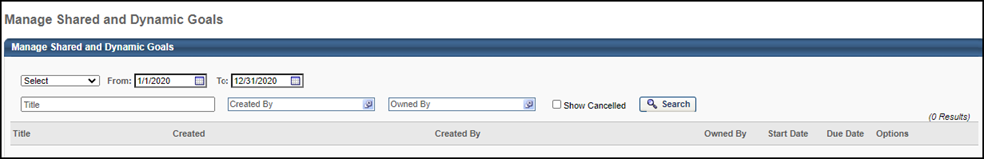 Manage Shared and Dynamic Goals
Manage Shared and Dynamic Goals
Select From: 1/1/2020 To: 12/31/2020
Title Created By Owned By Show Cancelled Search
(0 Results)
Title Created Created By Owned By Start Date Due Date Options